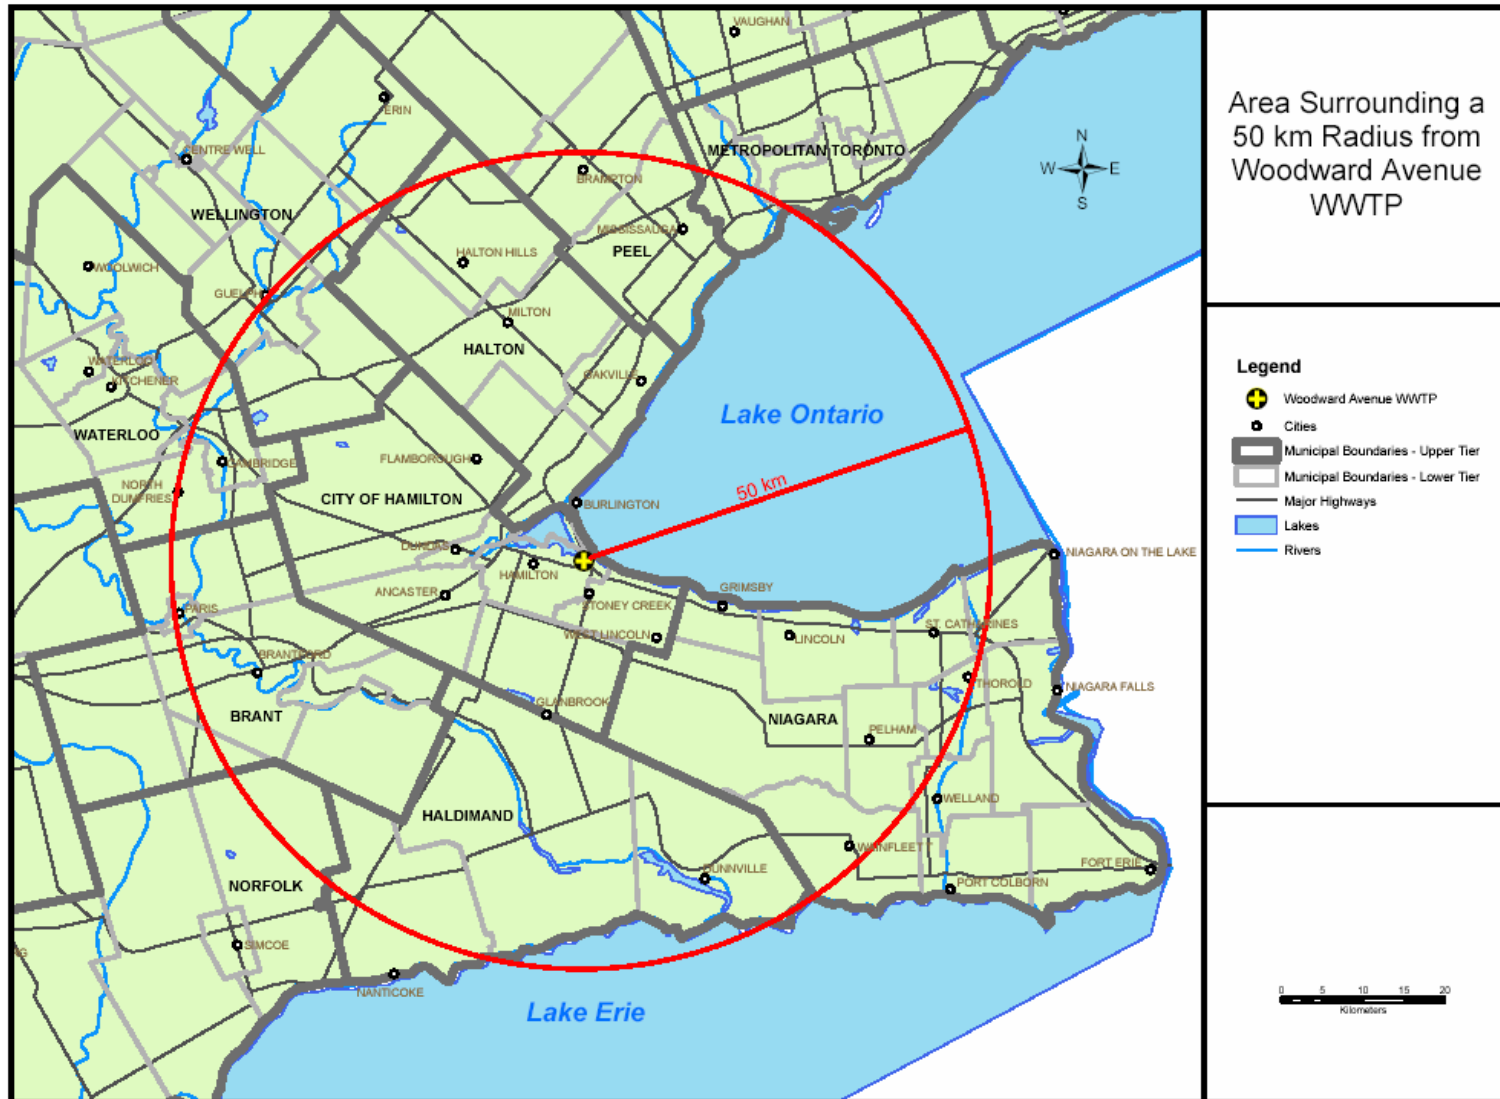 VAUGHAN
ERIN
CENTRE WELL
METROPOLITAN TORONTO
BRAMPTON
WELLINGTON
MISSISSAUGA
PEEL
HALTON HILLS
WOOLWICH
GUELPH
MILTON
HALTON
WATERLOO
KITCHENER
OAKVILLE
Lake Ontario
WATERLOO
FLAMBOROUGH
CAMBRIDGE
NORTH
DUMFRIES
CITY OF HAMILTON
50 km
BURLINGTON
DUNDAS
HAMILTON
NIAGARA ON THE LAKE
ANCASTER
GRIMSBY
STONEY CREEK
PARIS
WEST LINCOLN
LINCOLN
ST. CATHARINES
BRANTFORD
THOROLD
NIAGARA FALLS
GLANBROOK
BRANT
NIAGARA
PELHAM
WELLAND
HALDIMAND
WAINFLEET
DUNNVILLE
FORT ERIE
PORT COLBORN
NORFOLK
SIMCOE
NANTICOKE
Lake Erie
N
W
E
S
Area Surrounding a
50 km Radius from
Woodward Avenue
WWTP
Legend
Woodward Avenue WWTP
Cities
Municipal Boundaries - Upper Tier
Municipal Boundaries - Lower Tier
Major Highways
Lakes
Rivers
0 5 10 15 20
Kilometers